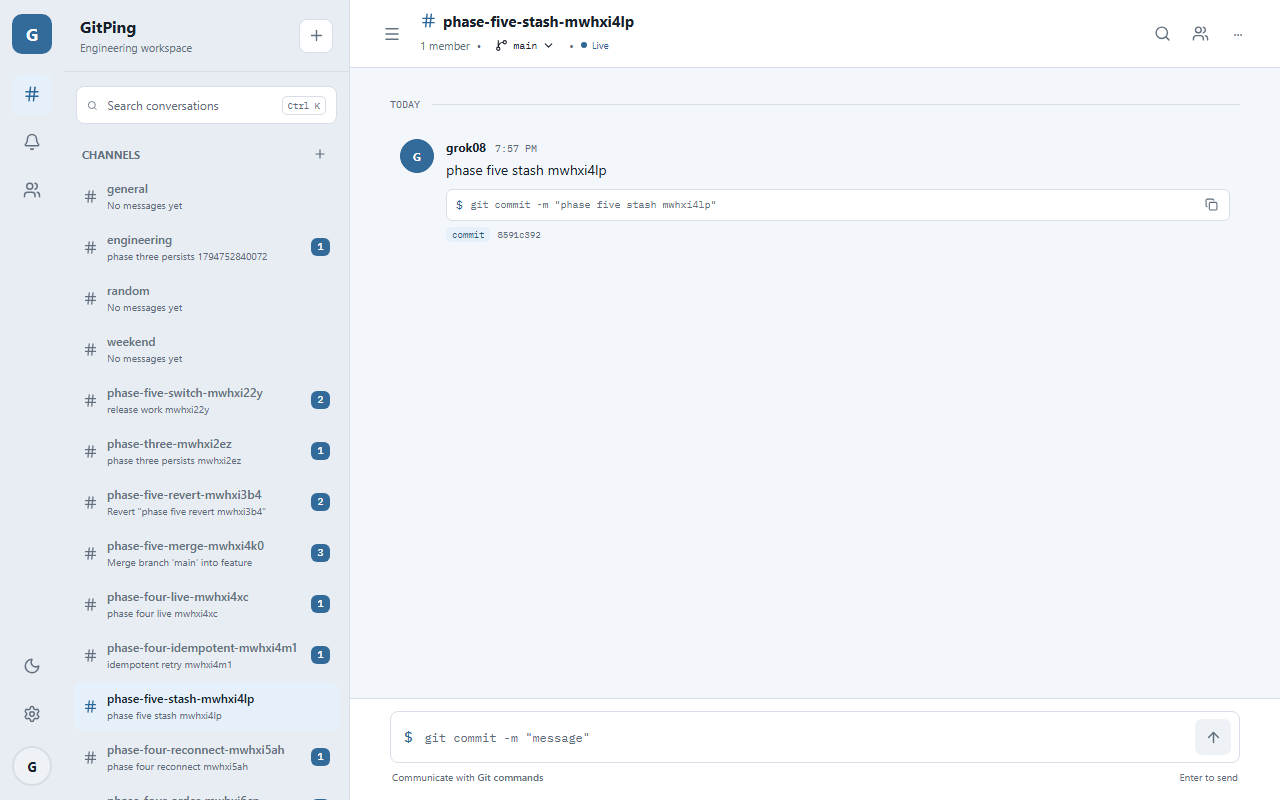 G
GitPing
Engineering workspace
Search conversations
Ctrl K
CHANNELS
general
No messages yet
engineering
phase three persists 1794752840072
1
random
No messages yet
weekend
No messages yet
phase-five-switch-mwhxi22y
release work mwhxi22y
2
phase-three-mwhxi2ez
phase three persists mwhxi2ez
1
phase-five-revert-mwhxi3b4
Revert "phase five revert mwhxi3b4"
2
phase-five-merge-mwhxi4k0
Merge branch 'main' into feature
3
phase-four-live-mwhxi4xc
phase four live mwhxi4xc
1
phase-four-idempotent-mwhxi4m1
idempotent retry mwhxi4m1
1
phase-five-stash-mwhxi4lp
phase five stash mwhxi4lp
phase-four-reconnect-mwhxi5ah
phase four reconnect mwhxi5ah
1
G
# phase-five-stash-mwhxi4lp
1 member • main • Live
TODAY
G
grok08 7:57 PM
phase five stash mwhxi4lp
$ git commit -m "phase five stash mwhxi4lp"
commit 8591c392
$ git commit -m "message"
Communicate with Git commands
Enter to send